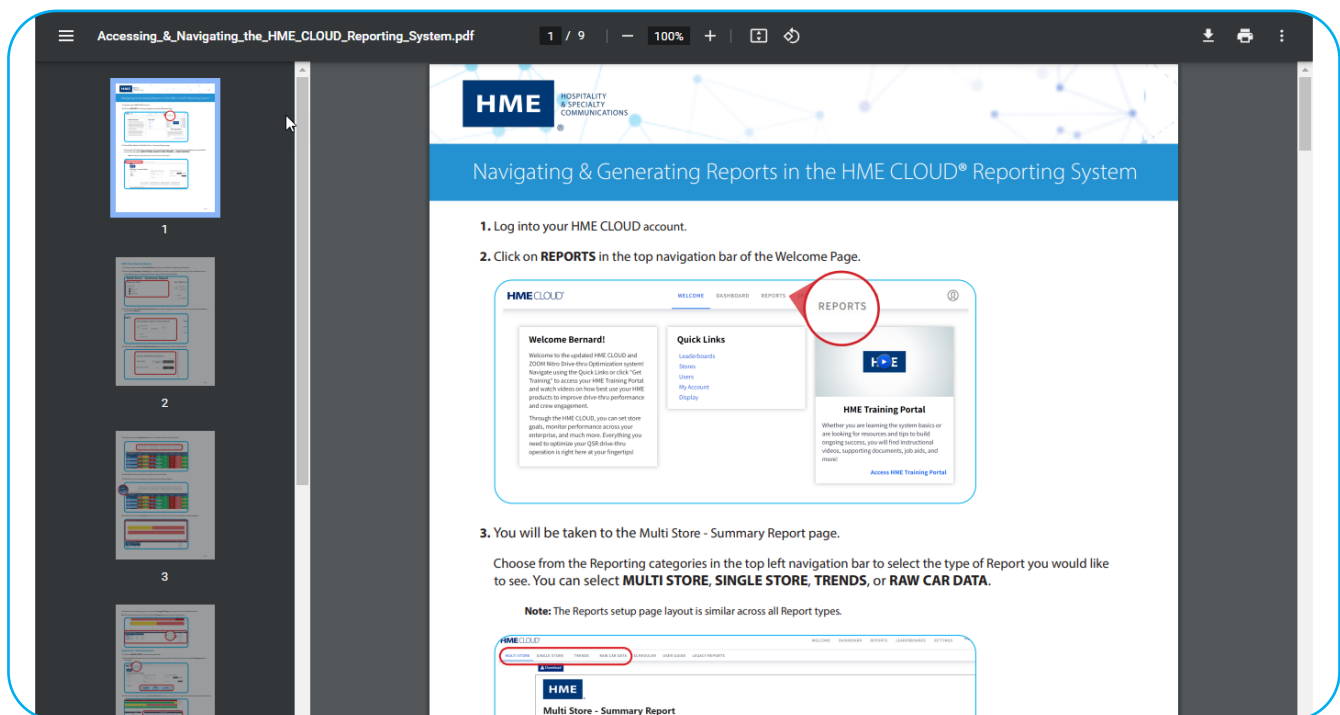 Accessing_&_Navigating_the_HME_CLOUD_Reporting_System.pdf
1 / 9
100%
HME HOSPITALITY
& SPECIALTY
COMMUNICATIONS
®
Navigating & Generating Reports in the HME CLOUD® Reporting System
1. Log into your HME CLOUD account.
2. Click on REPORTS in the top navigation bar of the Welcome Page.
HME CLOUD®
WELCOME DASHBOARD REPORTS
REPORTS
Welcome Bernard!
Welcome to the updated HME CLOUD and
ZOOM Nitro Drive-thru Optimization system!
Navigate using the Quick Links or click "Get
Training" to access your HME Training Portal
and watch videos on how best use your HME
products to improve drive-thru performance
and crew engagement.
Through the HME CLOUD, you can set store
goals, monitor performance across your
enterprise, and much more. Everything you
need to optimize your QSR drive-thru
operation is right here at your fingertips!
Quick Links
Leaderboards
Stores
Users
My Account
Display
HME
HME Training Portal
Whether you are learning the system basics or
are looking for resources and tips to build
ongoing success, you will find instructional
videos, supporting documents, job aids, and
more!
Access HME Training Portal
3. You will be taken to the Multi Store - Summary Report page.
Choose from the Reporting categories in the top left navigation bar to select the type of Report you would like
to see. You can select MULTI STORE, SINGLE STORE, TRENDS, or RAW CAR DATA.
Note: The Reports setup page layout is similar across all Report types.
HME CLOUD®
WELCOME DASHBOARD REPORTS LEADERBOARDS SETTINGS
MULTI STORE SINGLE STORE TRENDS RAW CAR DATA SCHEDULER USER GUIDE LEGACY REPORTS
Download
HME
Multi Store - Summary Report
1
2
3